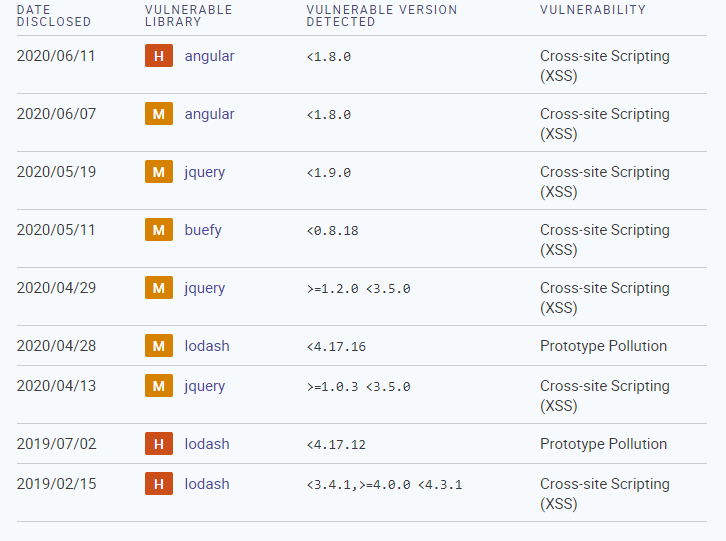 DATE DISCLOSED VULNERABLE LIBRARY VULNERABLE VERSION DETECTED VULNERABILITY
2020/06/11 H angular <1.8.0 Cross-site Scripting (XSS)
2020/06/07 M angular <1.8.0 Cross-site Scripting (XSS)
2020/05/19 M jquery <1.9.0 Cross-site Scripting (XSS)
2020/05/11 M buefy <0.8.18 Cross-site Scripting (XSS)
2020/04/29 M jquery >=1.2.0 <3.5.0 Cross-site Scripting (XSS)
2020/04/28 M lodash <4.17.16 Prototype Pollution
2020/04/13 M jquery >=1.0.3 <3.5.0 Cross-site Scripting (XSS)
2019/07/02 H lodash <4.17.12 Prototype Pollution
2019/02/15 H lodash <3.4.1,>=4.0.0 <4.3.1 Cross-site Scripting (XSS)